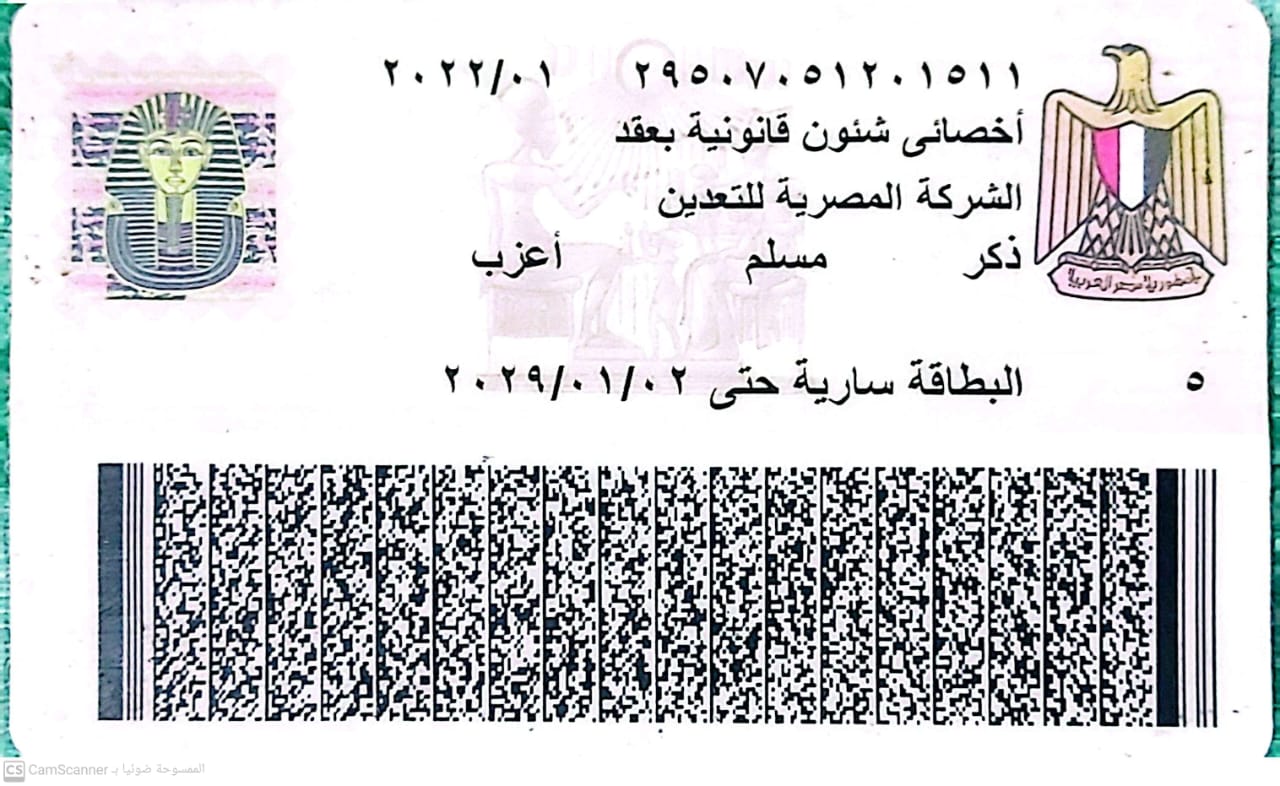 ٢٩٥٠٧٠٥١٢٠١٥١١ ٢٠٢٢/٠١
أخصائى شئون قانونية بعقد
الشركة المصرية للتعدين
ذكر مسلم أعزب
جمهورية مصر العربية
البطاقة سارية حتى ٢٠٢٩/٠١/٠٢
٥
CS CamScanner الممسوحة ضوئيا بـ